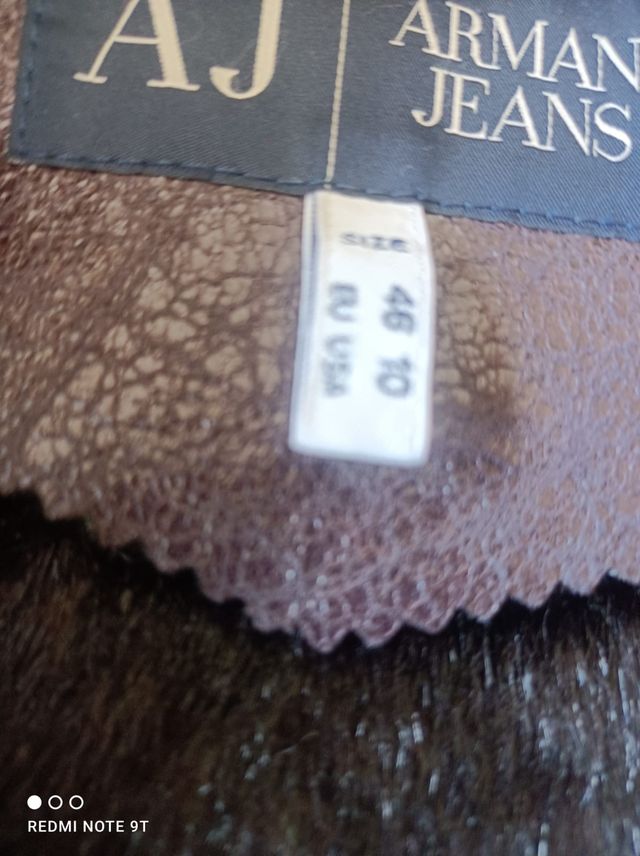 AJ
ARMAN
JEANS
SIZE
46 10
EU USA
REDMI NOTE 9T